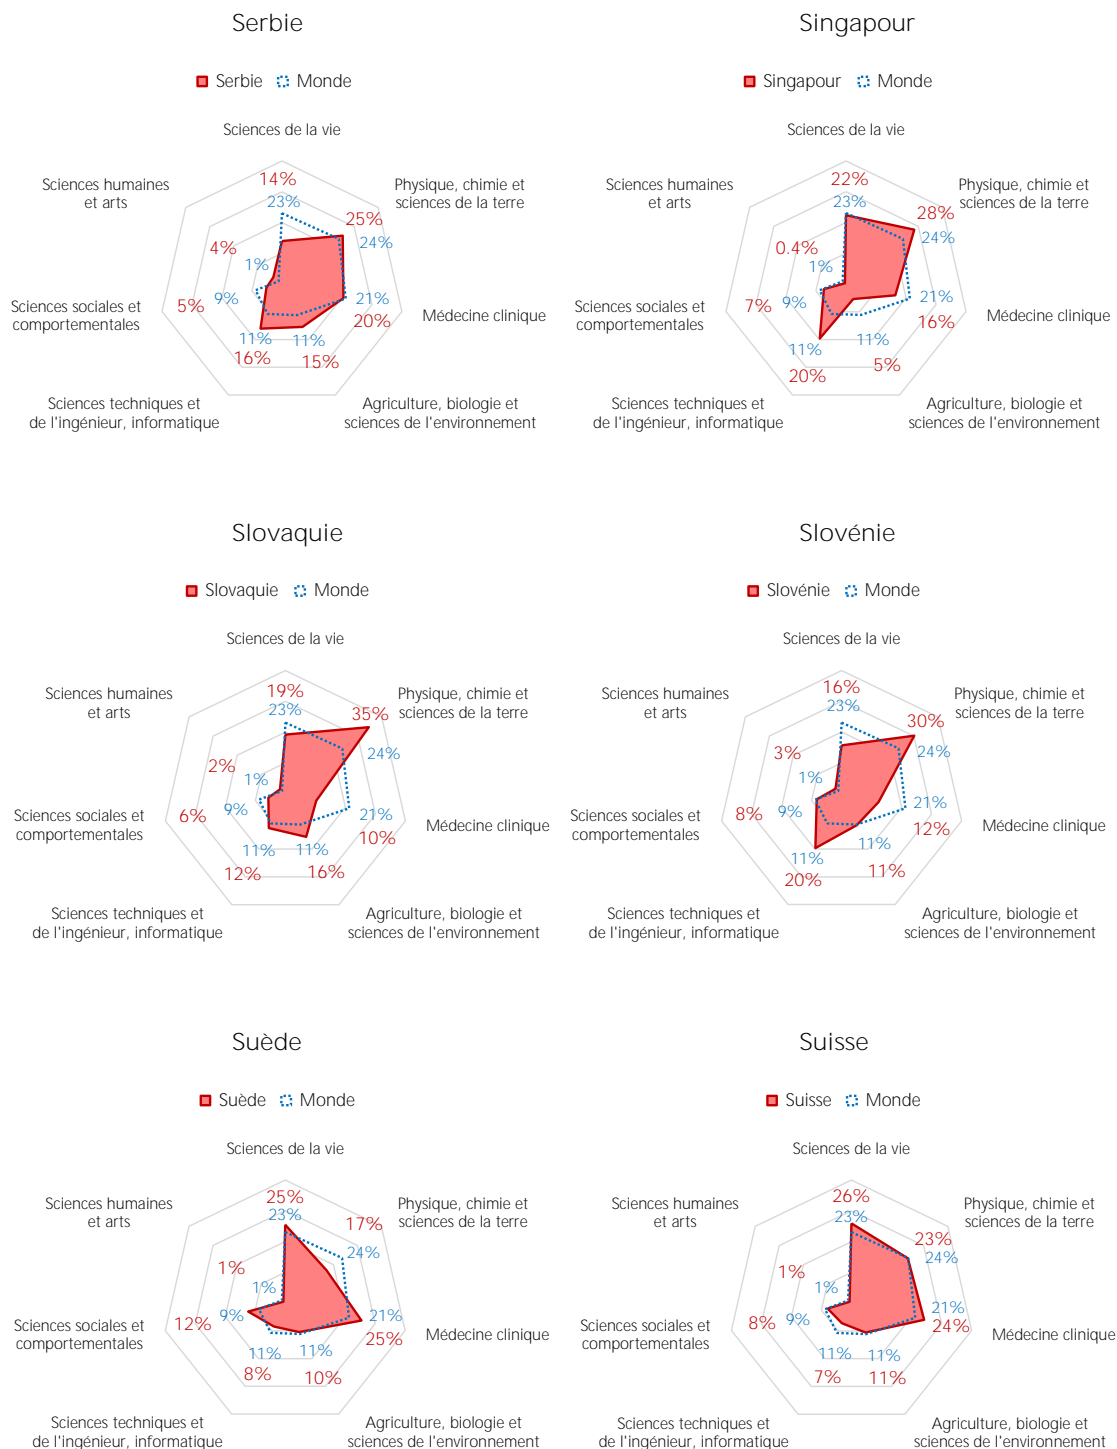 Serbie
Serbie Monde
Sciences de la vie
Sciences humaines
et arts
Physique, chimie et
sciences de la terre
14%
23%
25%
24%
4%
1%
5%
9%
21%
20%
Sciences sociales et
comportementales
Médecine clinique
11%
16%
11%
15%
Sciences techniques et
de l'ingénieur, informatique
Agriculture, biologie et
sciences de l'environnement
Singapour
Singapour Monde
Sciences de la vie
Sciences humaines
et arts
Physique, chimie et
sciences de la terre
22%
23%
28%
24%
0.4%
1%
7%
9%
21%
16%
Sciences sociales et
comportementales
Médecine clinique
11%
20%
11%
5%
Sciences techniques et
de l'ingénieur, informatique
Agriculture, biologie et
sciences de l'environnement
Slovaquie
Slovaquie Monde
Sciences de la vie
Sciences humaines
et arts
Physique, chimie et
sciences de la terre
19%
23%
35%
24%
2%
1%
6%
9%
21%
10%
Sciences sociales et
comportementales
Médecine clinique
11%
12%
11%
16%
Sciences techniques et
de l'ingénieur, informatique
Agriculture, biologie et
sciences de l'environnement
Slovénie
Slovénie Monde
Sciences de la vie
Sciences humaines
et arts
Physique, chimie et
sciences de la terre
16%
23%
30%
24%
3%
1%
8%
9%
21%
12%
Sciences sociales et
comportementales
Médecine clinique
11%
20%
11%
11%
Sciences techniques et
de l'ingénieur, informatique
Agriculture, biologie et
sciences de l'environnement
Suède
Suède Monde
Sciences de la vie
Sciences humaines
et arts
Physique, chimie et
sciences de la terre
25%
23%
17%
24%
1%
1%
12%
9%
21%
25%
Sciences sociales et
comportementales
Médecine clinique
11%
8%
11%
10%
Sciences techniques et
de l'ingénieur, informatique
Agriculture, biologie et
sciences de l'environnement
Suisse
Suisse Monde
Sciences de la vie
Sciences humaines
et arts
Physique, chimie et
sciences de la terre
26%
23%
23%
24%
1%
1%
8%
9%
21%
24%
Sciences sociales et
comportementales
Médecine clinique
11%
7%
11%
11%
Sciences techniques et
de l'ingénieur, informatique
Agriculture, biologie et
sciences de l'environnement